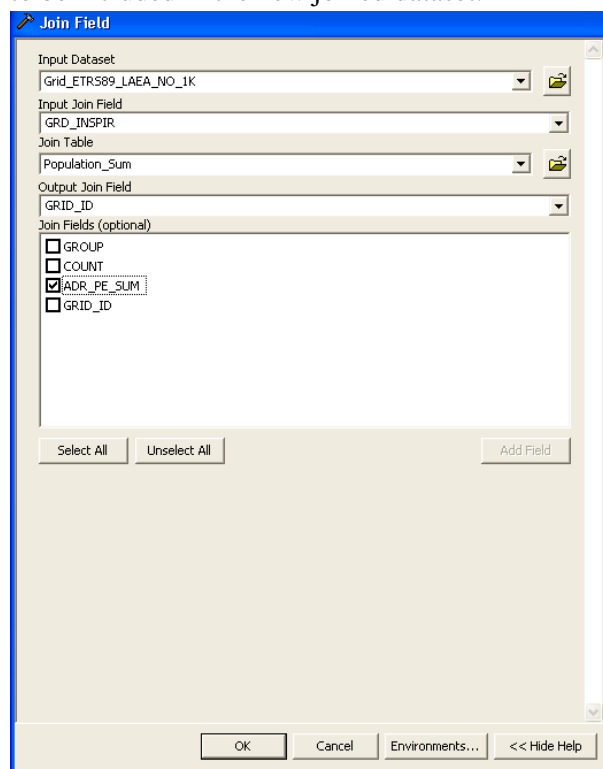 Join Field
Input Dataset
Grid_ETRS89_LAEA_NO_1K
Input Join Field
GRD_INSPIR
Join Table
Population_Sum
Output Join Field
GRID_ID
Join Fields (optional)
GROUP
COUNT
ADR_PE_SUM
GRID_ID
Select All Unselect All Add Field
OK Cancel Environments... << Hide Help